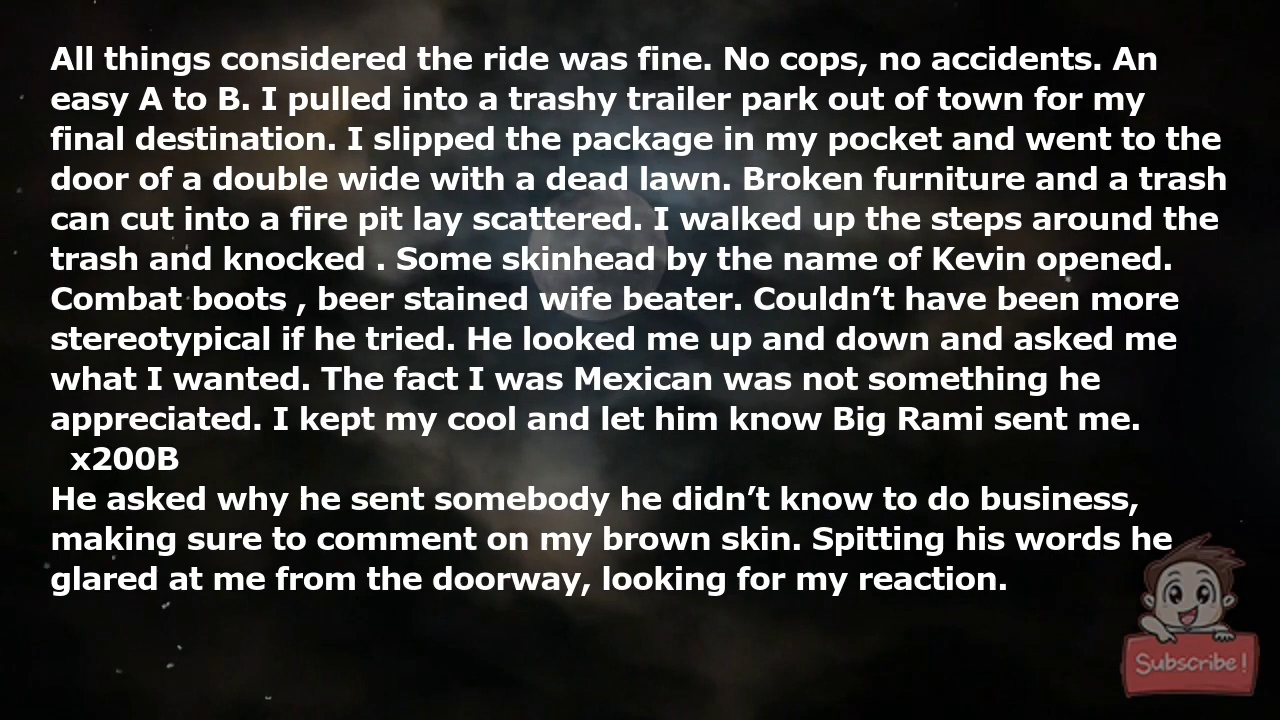 All things considered the ride was fine. No cops, no accidents. An
easy A to B. I pulled into a trashy trailer park out of town for my
final destination. I slipped the package in my pocket and went to the
door of a double wide with a dead lawn. Broken furniture and a trash
can cut into a fire pit lay scattered. I walked up the steps around the
trash and knocked . Some skinhead by the name of Kevin opened.
Combat boots , beer stained wife beater. Couldn’t have been more
stereotypical if he tried. He looked me up and down and asked me
what I wanted. The fact I was Mexican was not something he
appreciated. I kept my cool and let him know Big Rami sent me.
x200B
He asked why he sent somebody he didn’t know to do business,
making sure to comment on my brown skin. Spitting his words he
glared at me from the doorway, looking for my reaction.
Subscribe!